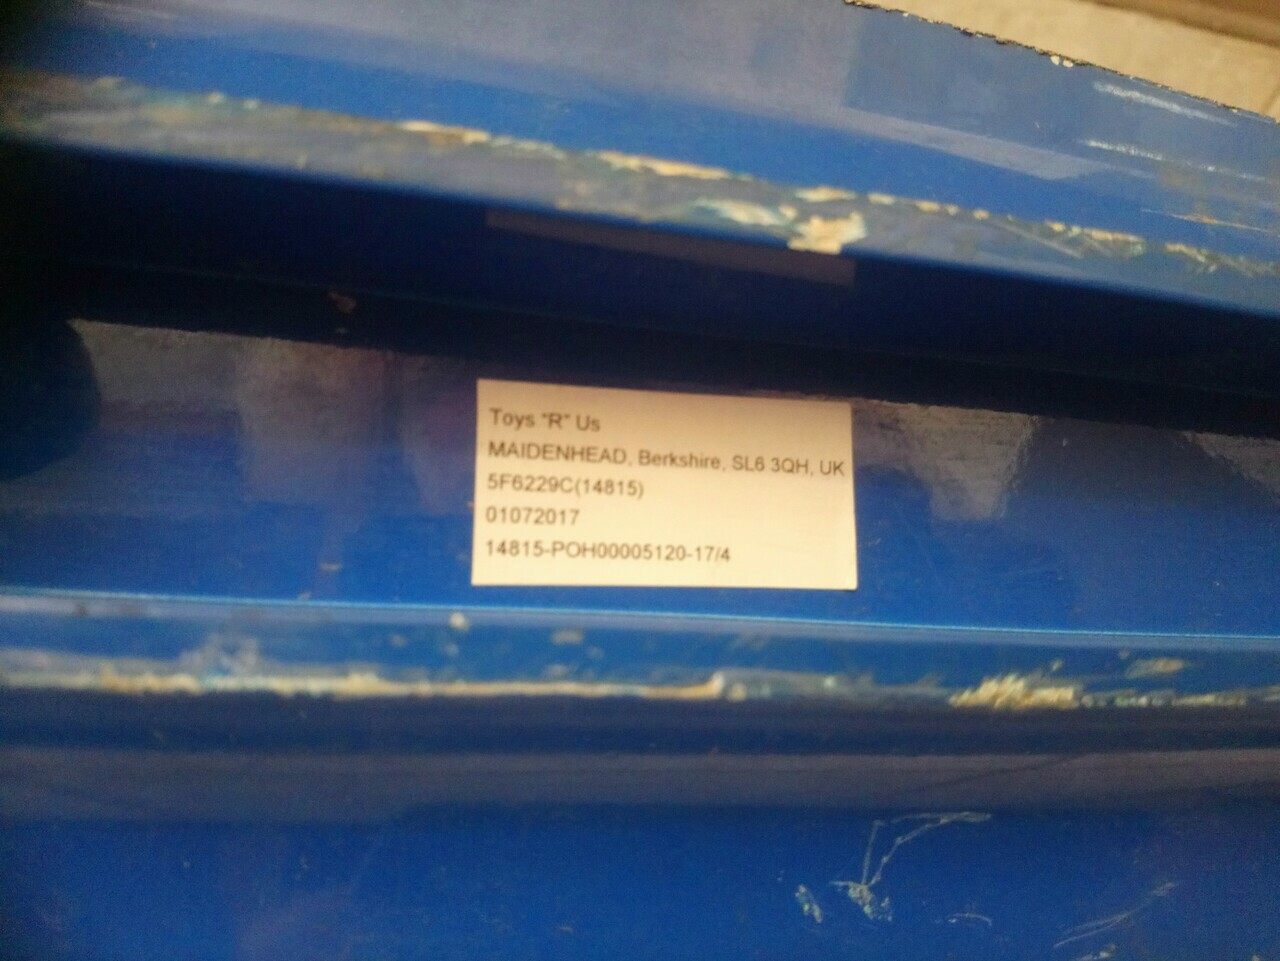 Toys "R" Us
MAIDENHEAD, Berkshire, SL6 3QH, UK
5F6229C(14815)
01072017
14815-POH00005120-17/4